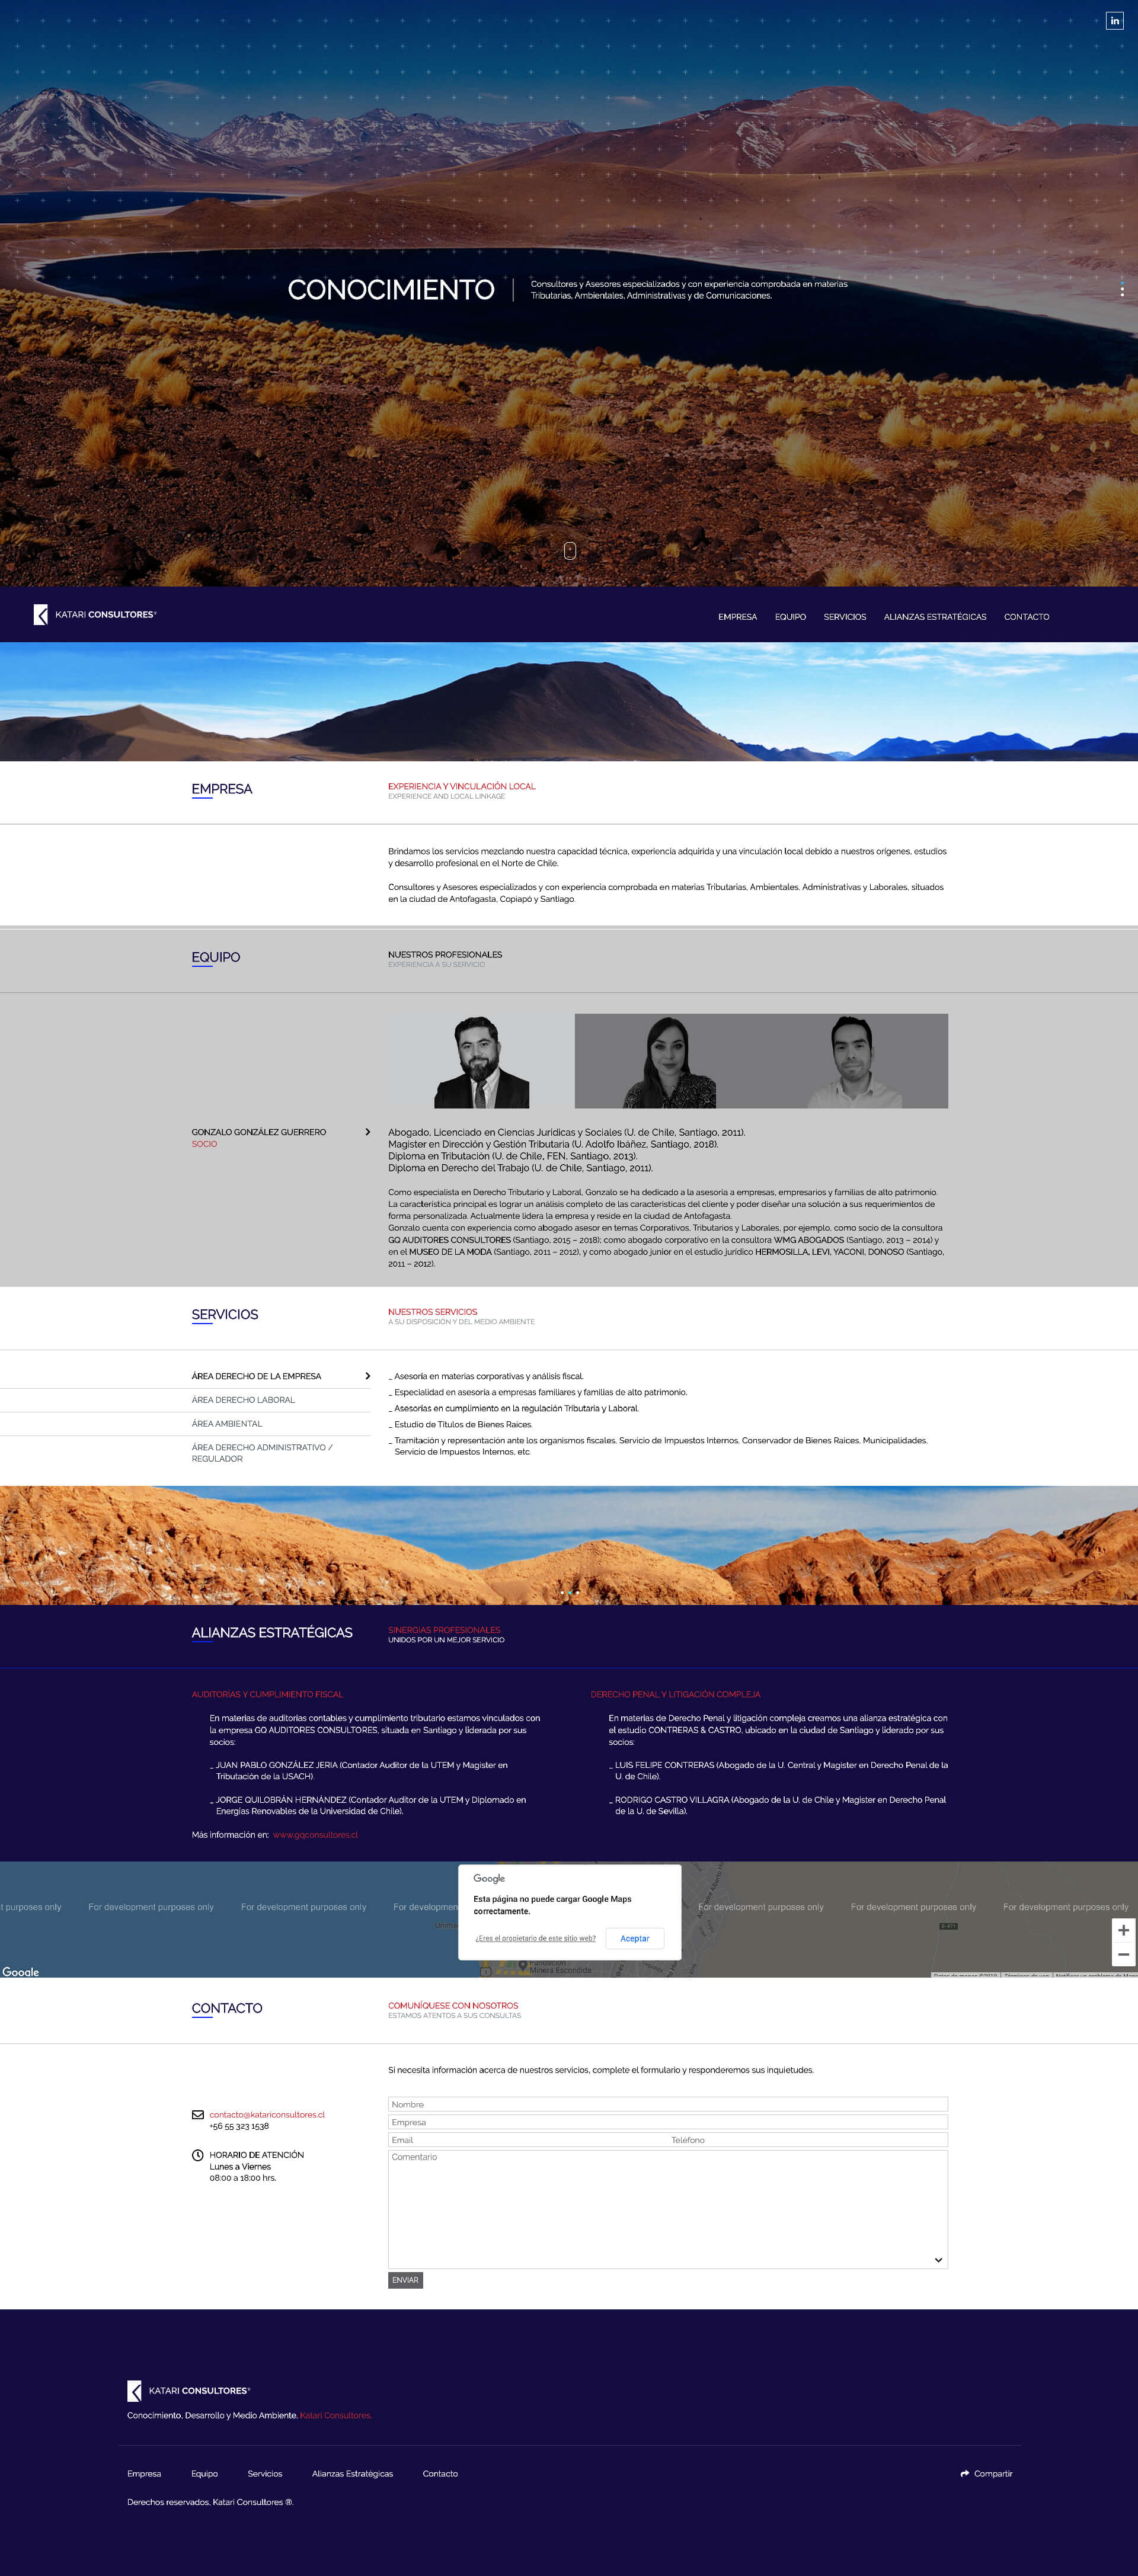 in
CONOCIMIENTO
Consultores y Asesores especializados y con experiencia comprobada en materias
Tributarias, Ambientales, Administrativas y de Comunicaciones.
KATARI CONSULTORES®
EMPRESA EQUIPO SERVICIOS ALIANZAS ESTRATÉGICAS CONTACTO
EMPRESA
EXPERIENCIA Y VINCULACIÓN LOCAL
EXPERIENCE AND LOCAL LINKAGE
Brindamos los servicios mezclando nuestra capacidad técnica, experiencia adquirida y una vinculación local debido a nuestros orígenes, estudios
y desarrollo profesional en el Norte de Chile.
Consultores y Asesores especializados y con experiencia comprobada en materias Tributarias, Ambientales, Administrativas y Laborales, situados
en la ciudad de Antofagasta, Copiapó y Santiago.
EQUIPO
NUESTROS PROFESIONALES
EXPERIENCIA A SU SERVICIO
GONZALO GONZÁLEZ GUERRERO
SOCIO
Abogado, Licenciado en Ciencias Jurídicas y Sociales (U. de Chile, Santiago, 2011).
Magister en Dirección y Gestión Tributaria (U. Adolfo Ibáñez, Santiago, 2018).
Diploma en Tributación (U. de Chile, FEN, Santiago, 2013).
Diploma en Derecho del Trabajo (U. de Chile, Santiago, 2011).
Como especialista en Derecho Tributario y Laboral, Gonzalo se ha dedicado a la asesoría a empresas, empresarios y familias de alto patrimonio.
La característica principal es lograr un análisis completo de las características del cliente y poder diseñar una solución a sus requerimientos de
forma personalizada. Actualmente lidera la empresa y reside en la ciudad de Antofagasta.
Gonzalo cuenta con experiencia como abogado asesor en temas Corporativos, Tributarios y Laborales, por ejemplo, como socio de la consultora
GQ AUDITORES CONSULTORES (Santiago, 2015 – 2018); como abogado corporativo en la consultora WMG ABOGADOS (Santiago, 2013 – 2014) y
en el MUSEO DE LA MODA (Santiago, 2011 – 2012), y como abogado junior en el estudio jurídico HERMOSILLA, LEVI, YACONI, DONOSO (Santiago,
2011 – 2012).
SERVICIOS
NUESTROS SERVICIOS
A SU DISPOSICIÓN Y DEL MEDIO AMBIENTE
ÁREA DERECHO DE LA EMPRESA
ÁREA DERECHO LABORAL
ÁREA AMBIENTAL
ÁREA DERECHO ADMINISTRATIVO /
REGULADOR
_ Asesoría en materias corporativas y análisis fiscal.
_ Especialidad en asesoría a empresas familiares y familias de alto patrimonio.
_ Asesorías en cumplimiento en la regulación Tributaria y Laboral.
_ Estudio de Títulos de Bienes Raíces.
_ Tramitación y representación ante los organismos fiscales, Servicio de Impuestos Internos, Conservador de Bienes Raíces, Municipalidades,
Servicio de Impuestos Internos, etc.
ALIANZAS ESTRATÉGICAS
SINERGIAS PROFESIONALES
UNIDOS POR UN MEJOR SERVICIO
AUDITORÍAS Y CUMPLIMIENTO FISCAL
En materias de auditorías contables y cumplimiento tributario estamos vinculados con
la empresa GQ AUDITORES CONSULTORES, situada en Santiago y liderada por sus
socios:
_ JUAN PABLO GONZÁLEZ JERIA (Contador Auditor de la UTEM y Magister en
Tributación de la USACH).
_ JORGE QUILOBRÁN HERNÁNDEZ (Contador Auditor de la UTEM y Diplomado en
Energías Renovables de la Universidad de Chile).
Más información en: www.gqconsultores.cl
DERECHO PENAL Y LITIGACIÓN COMPLEJA
En materias de Derecho Penal y litigación compleja creamos una alianza estratégica con
el estudio CONTRERAS & CASTRO, ubicado en la ciudad de Santiago y liderado por sus
socios:
_ LUIS FELIPE CONTRERAS (Abogado de la U. Central y Magister en Derecho Penal de la
U. de Chile).
_ RODRIGO CASTRO VILLAGRA (Abogado de la U. de Chile y Magister en Derecho Penal
de la U. de Sevilla).
t purposes only For development purposes only For development purposes only For developmen For development purposes only For development purposes only For development purposes only
Google
Esta página no puede cargar Google Maps
correctamente.
¿Eres el propietario de este sitio web? Aceptar
Fundación
Minera Escondida
Google
CONTACTO
COMUNÍQUESE CON NOSOTROS
ESTAMOS ATENTOS A SUS CONSULTAS
Si necesita información acerca de nuestros servicios, complete el formulario y responderemos sus inquietudes.
contacto@katariconsultores.cl
+56 55 323 1538
HORARIO DE ATENCIÓN
Lunes a Viernes
08:00 a 18:00 hrs.
Nombre
Empresa
Email Teléfono
Comentario
ENVIAR
KATARI CONSULTORES®
Conocimiento, Desarrollo y Medio Ambiente, Katari Consultores.
Empresa Equipo Servicios Alianzas Estratégicas Contacto Compartir
Derechos reservados, Katari Consultores ®.